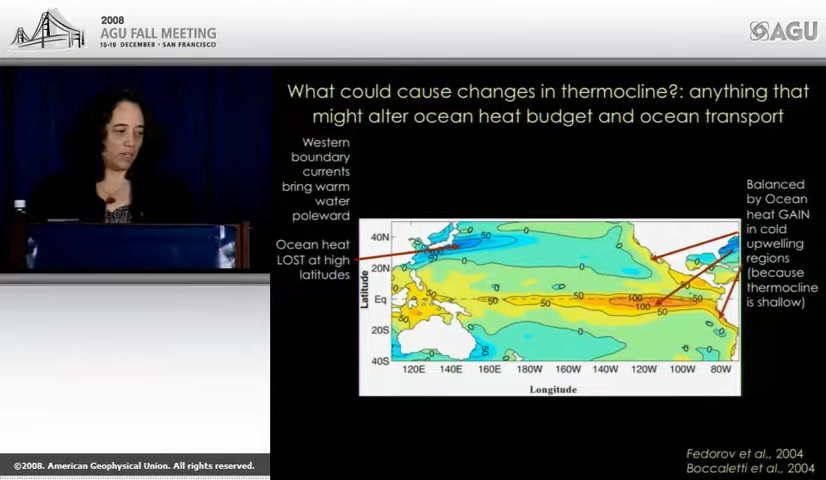 2008
AGU FALL MEETING
15-19 DECEMBER • SAN FRANCISCO
AGU
What could cause changes in thermocline?: anything that
might alter ocean heat budget and ocean transport
Western
boundary
currents
bring warm
water
poleward
Ocean heat
LOST at high
latitudes
Balanced
by Ocean
heat GAIN
in cold
upwelling
regions
(because
thermocline
is shallow)
Latitude
40N
20N
Eq
20S
40S
120E 140E 160E 180W 160W 140W 120W 100W 80W
Longitude
Fedorov et al., 2004
Boccaletti et al., 2004
©2008. American Geophysical Union. All rights reserved.